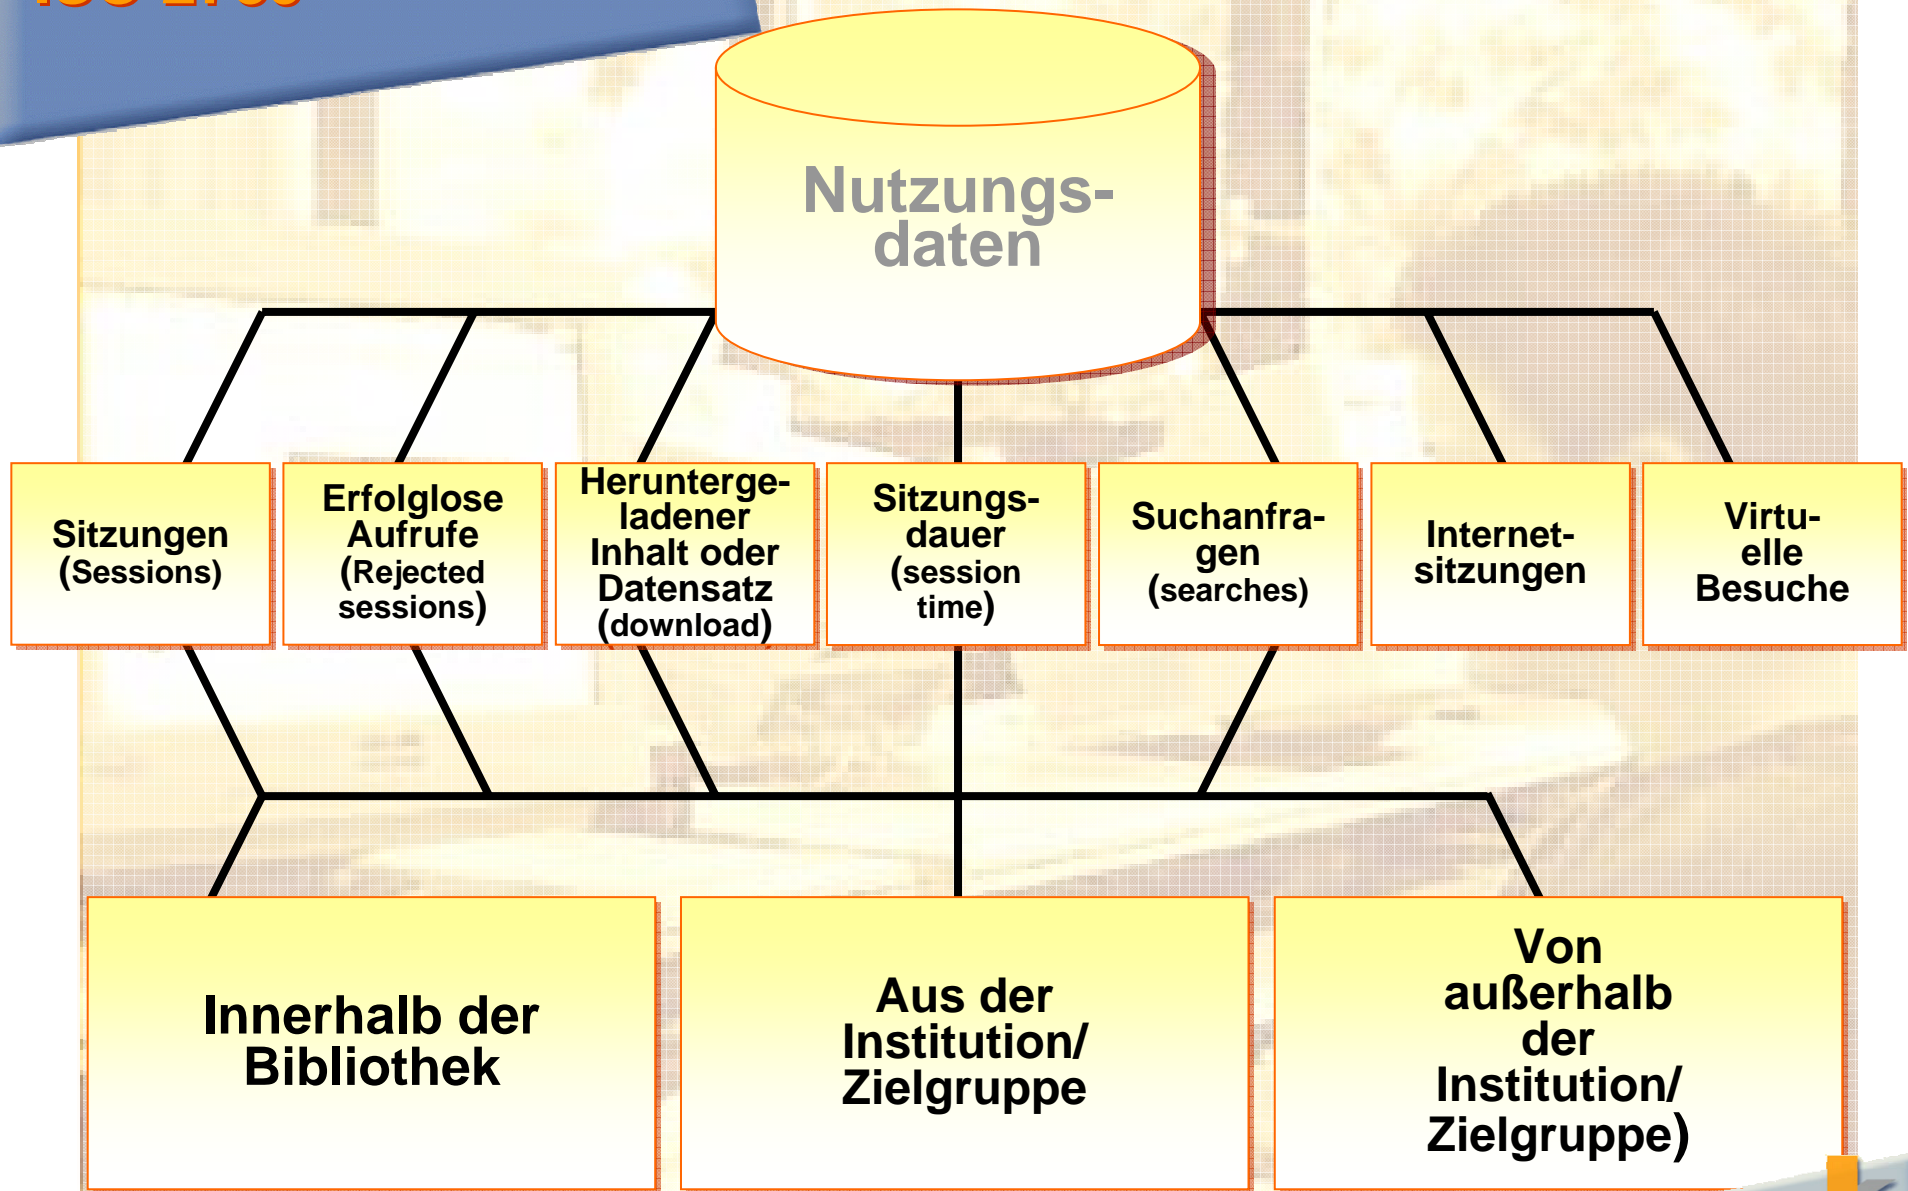 Nutzungs-
daten
Sitzungen
(Sessions)
Erfolglose
Aufrufe
(Rejected
sessions)
Herunterge-
ladener
Inhalt oder
Datensatz
(download)
Sitzungs-
dauer
(session
time)
Suchanfra-
gen
(searches)
Internet-
sitzungen
Virtu-
elle
Besuche
Innerhalb der
Bibliothek
Aus der
Institution/
Zielgruppe
Von
außerhalb
der
Institution/
Zielgruppe)